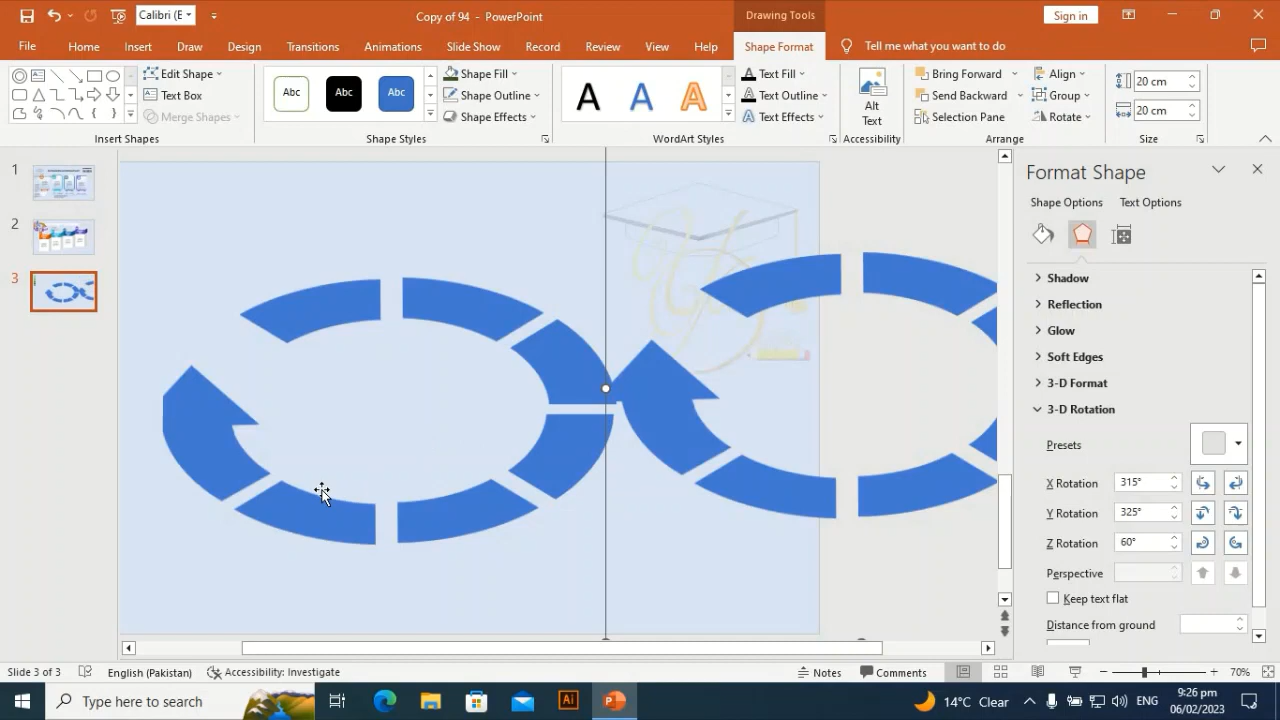 Calibri (E
Copy of 94 - PowerPoint
Drawing Tools
Sign in
File
Home
Insert
Draw
Design
Transitions
Animations
Slide Show
Record
Review
View
Help
Shape Format
Tell me what you want to do
Edit Shape
Text Box
Merge Shapes
Insert Shapes
Abc
Abc
Abc
Shape Fill
Shape Outline
Shape Effects
Shape Styles
A
A
A
Text Fill
Text Outline
Text Effects
WordArt Styles
Alt
Text
Accessibility
Bring Forward
Send Backward
Selection Pane
Align
Group
Rotate
Arrange
20 cm
20 cm
Size
1
2
3
Format Shape
Shape Options
Text Options
Shadow
Reflection
Glow
Soft Edges
3-D Format
3-D Rotation
Presets
X Rotation
315°
Y Rotation
325°
Z Rotation
60°
Perspective
Keep text flat
Distance from ground
Slide 3 of 3
English (Pakistan)
Accessibility: Investigate
Notes
Comments
70%
Type here to search
Ai
14°C Clear
ENG
9:26 pm
06/02/2023